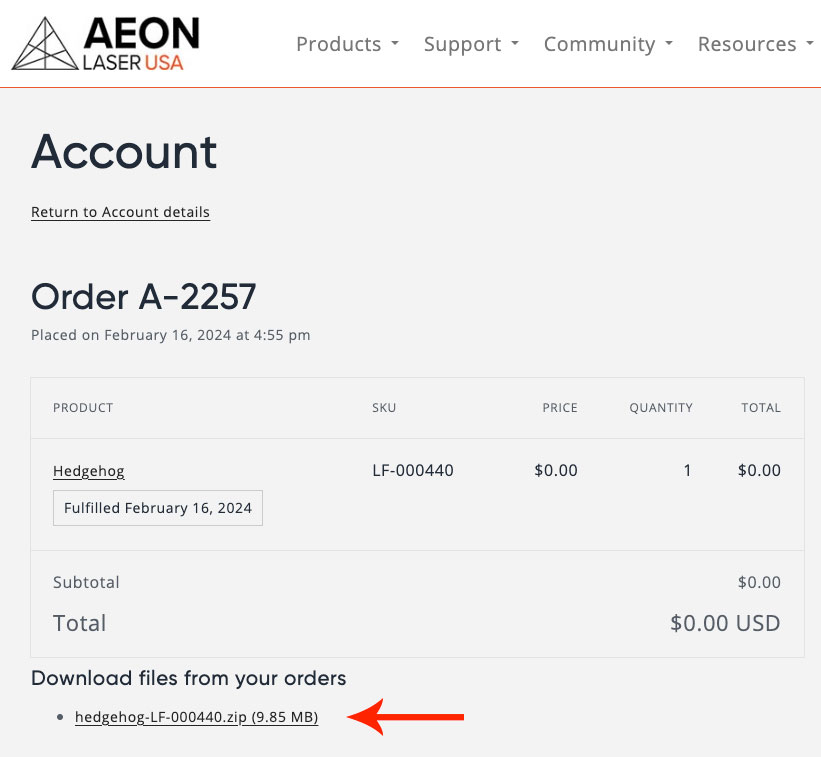 AEON
LASER USA
Products Support Community Resources
Account
Return to Account details
Order A-2257
Placed on February 16, 2024 at 4:55 pm
PRODUCT SKU PRICE QUANTITY TOTAL
Hedgehog LF-000440 $0.00 1 $0.00
Fulfilled February 16, 2024
Subtotal $0.00
Total $0.00 USD
Download files from your orders
• hedgehog-LF-000440.zip (9.85 MB)